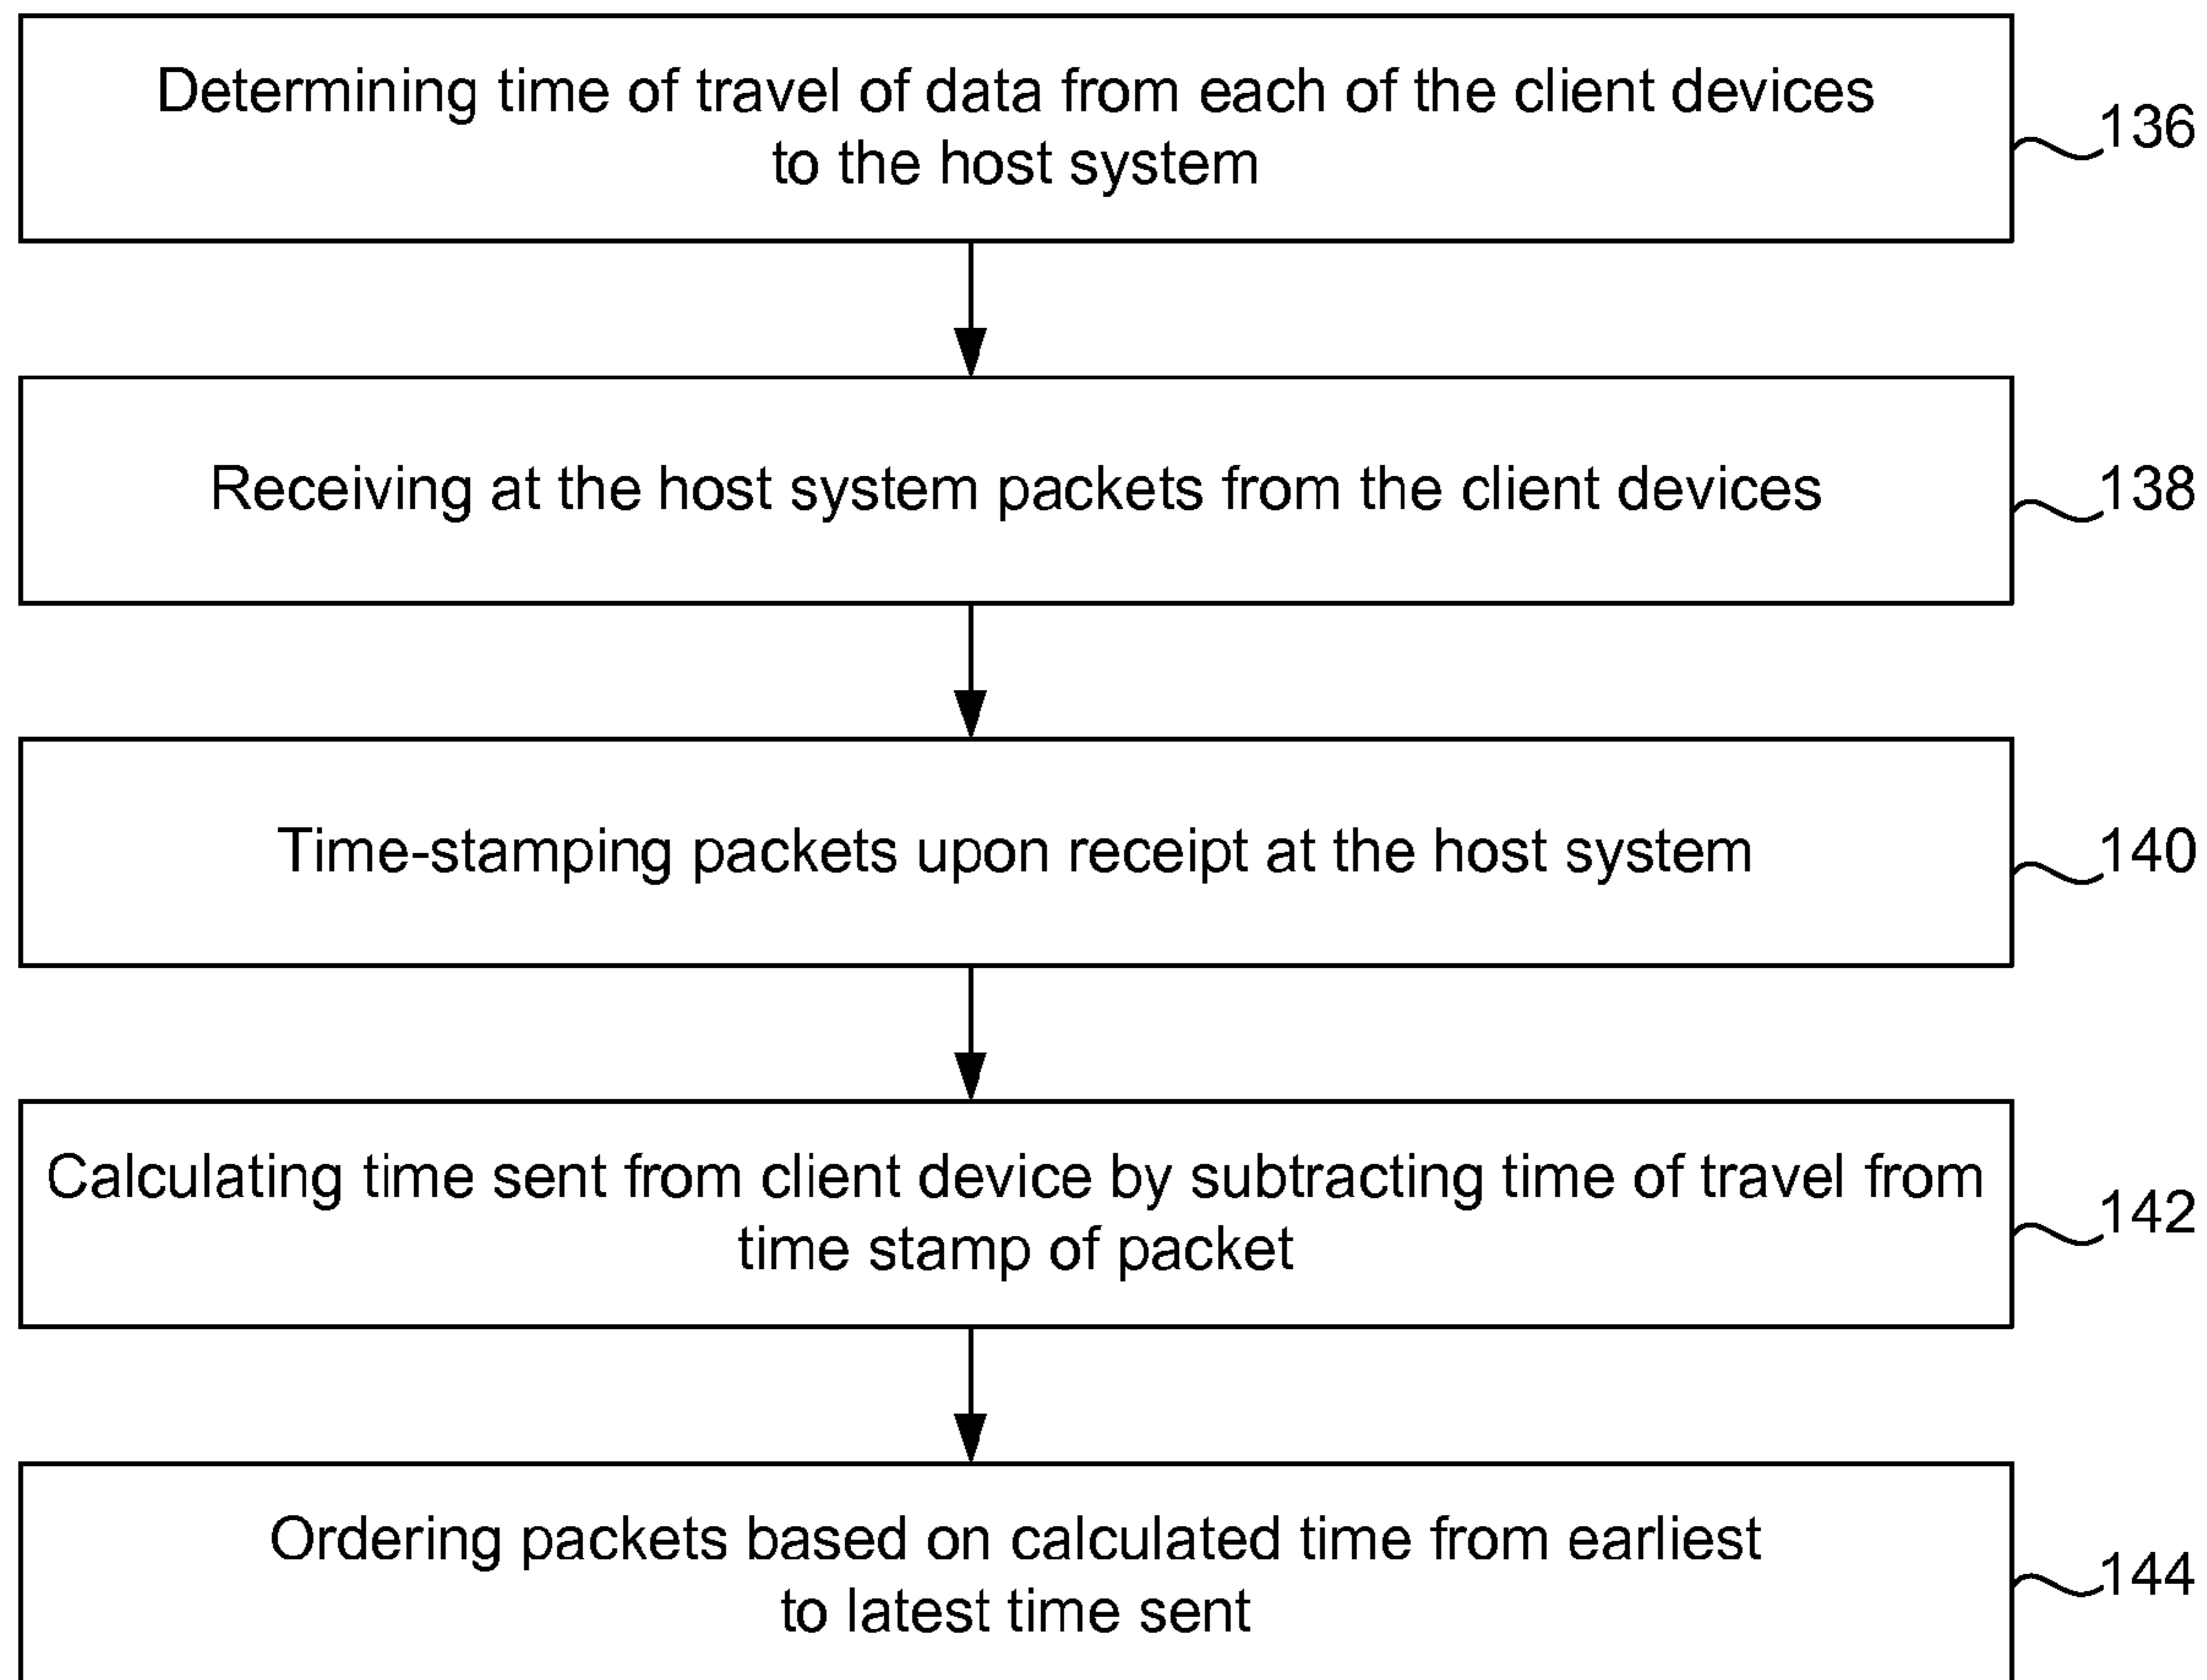 Determining time of travel of data from each of the client devices
to the host system
136
Receiving at the host system packets from the client devices
138
Time-stamping packets upon receipt at the host system
140
Calculating time sent from client device by subtracting time of travel from
time stamp of packet
142
Ordering packets based on calculated time from earliest
to latest time sent
144